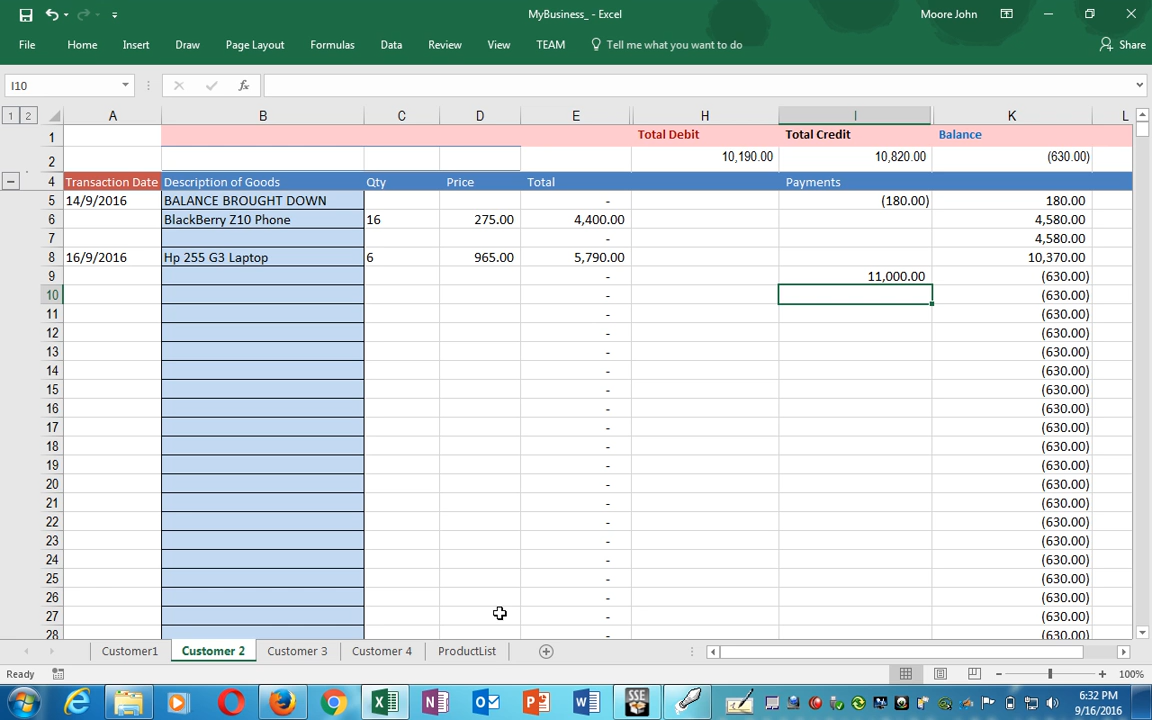 MyBusiness_ - Excel
Moore John
File Home Insert Draw Page Layout Formulas Data Review View TEAM Tell me what you want to do Share
I10 fx
1 2 A B C D E H I K L
1 Total Debit Total Credit Balance
2 10,190.00 10,820.00 (630.00)
4 Transaction Date Description of Goods Qty Price Total Payments
5 14/9/2016 BALANCE BROUGHT DOWN - (180.00) 180.00
6 BlackBerry Z10 Phone 16 275.00 4,400.00 4,580.00
7 - 4,580.00
8 16/9/2016 Hp 255 G3 Laptop 6 965.00 5,790.00 10,370.00
9 - 11,000.00 (630.00)
10 - (630.00)
11 - (630.00)
12 - (630.00)
13 - (630.00)
14 - (630.00)
15 - (630.00)
16 - (630.00)
17 - (630.00)
18 - (630.00)
19 - (630.00)
20 - (630.00)
21 - (630.00)
22 - (630.00)
23 - (630.00)
24 - (630.00)
25 - (630.00)
26 - (630.00)
27 - (630.00)
28 - (630.00)
Customer1 Customer 2 Customer 3 Customer 4 ProductList
Ready 100%
SSE
6:32 PM
9/16/2016